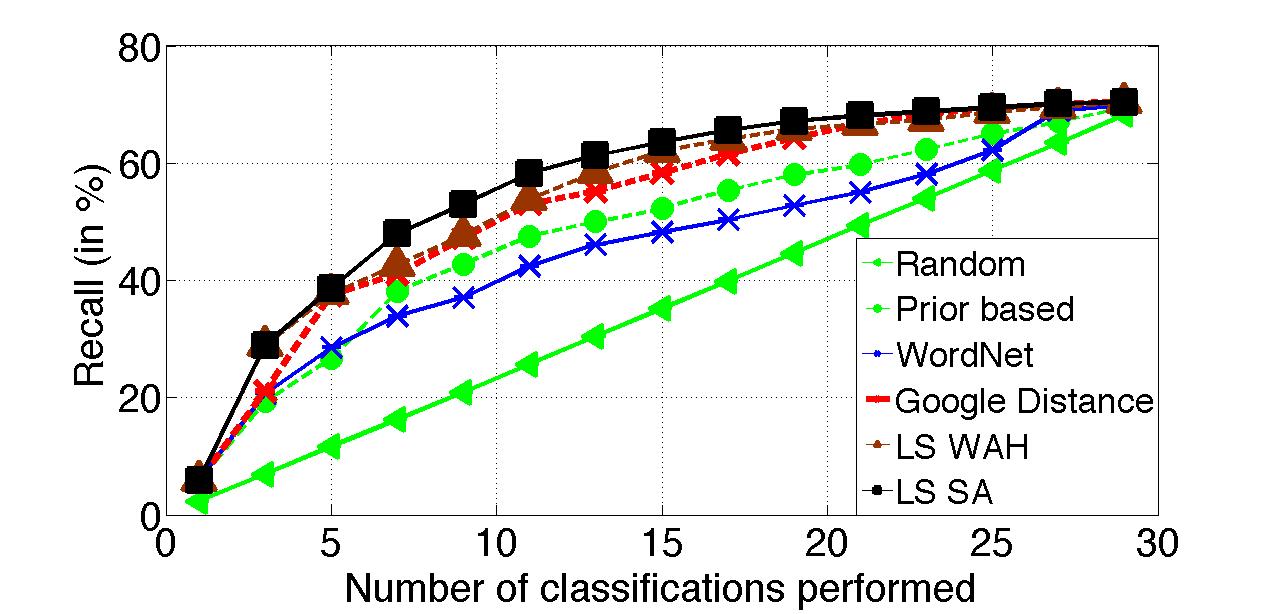 80
60
40
20
0
Recall (in %)
0 5 10 15 20 25 30
Number of classifications performed
Random
Prior based
WordNet
Google Distance
LS WAH
LS SA